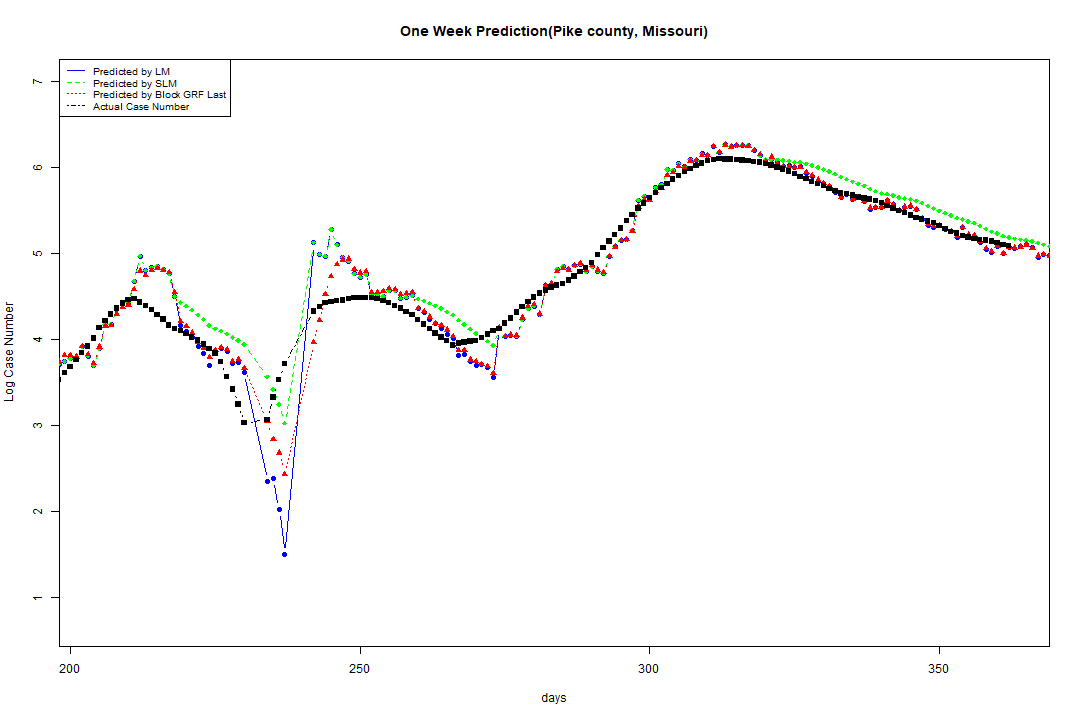 One Week Prediction(Pike county, Missouri)
Predicted by LM
Predicted by SLM
Predicted by Block GRF Last
Actual Case Number
Log Case Number
7
6
5
4
3
2
1
200 250 300 350
days